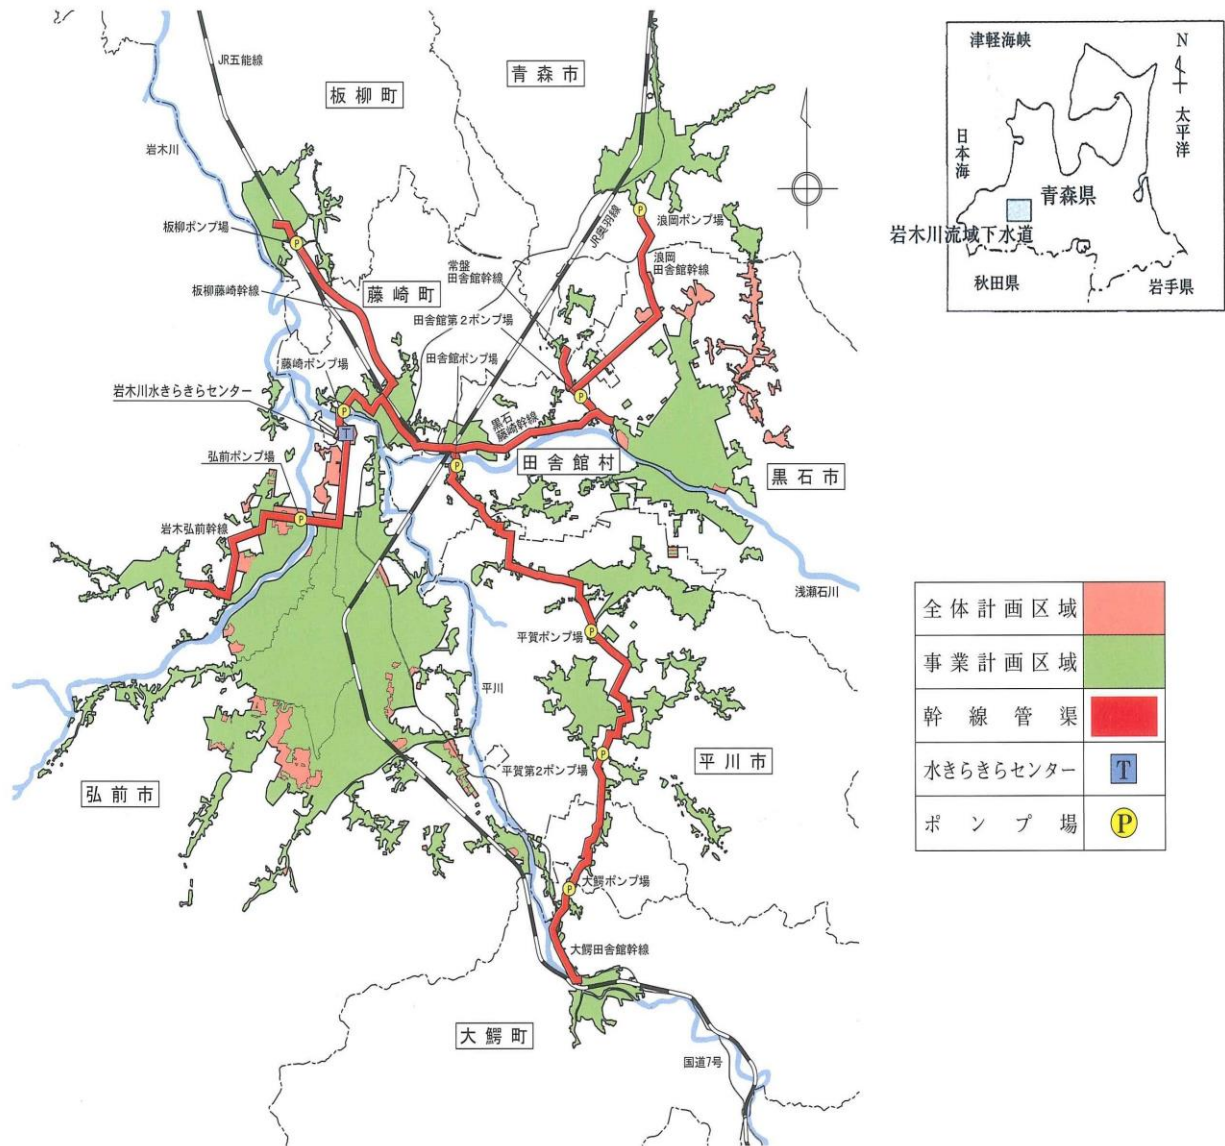 JR五能線
板柳町
青森市
岩木川
板柳ポンプ場
JR奥羽線
浪岡ポンプ場
常盤
田舎館幹線
浪岡
田舎館幹線
板柳藤崎幹線
藤崎町
田舎館第2ポンプ場
藤崎ポンプ場
田舎館ポンプ場
岩木川水きらきらセンター
T
黒石
藤崎幹線
弘前ポンプ場
田舎館村
黒石市
岩木弘前幹線
浅瀬石川
平賀ポンプ場
平川
平賀第2ポンプ場
平川市
弘前市
大鰐ポンプ場
大鰐田舎館幹線
大鰐町
国道7号
P
P
P
P
P
P
P
P
P
津軽海峡
N
太平洋
日本海
青森県
岩木川流域下水道
秋田県
岩手県
全体計画区域
事業計画区域
幹線管渠
水きらきらセンター
T
ポンプ場
P